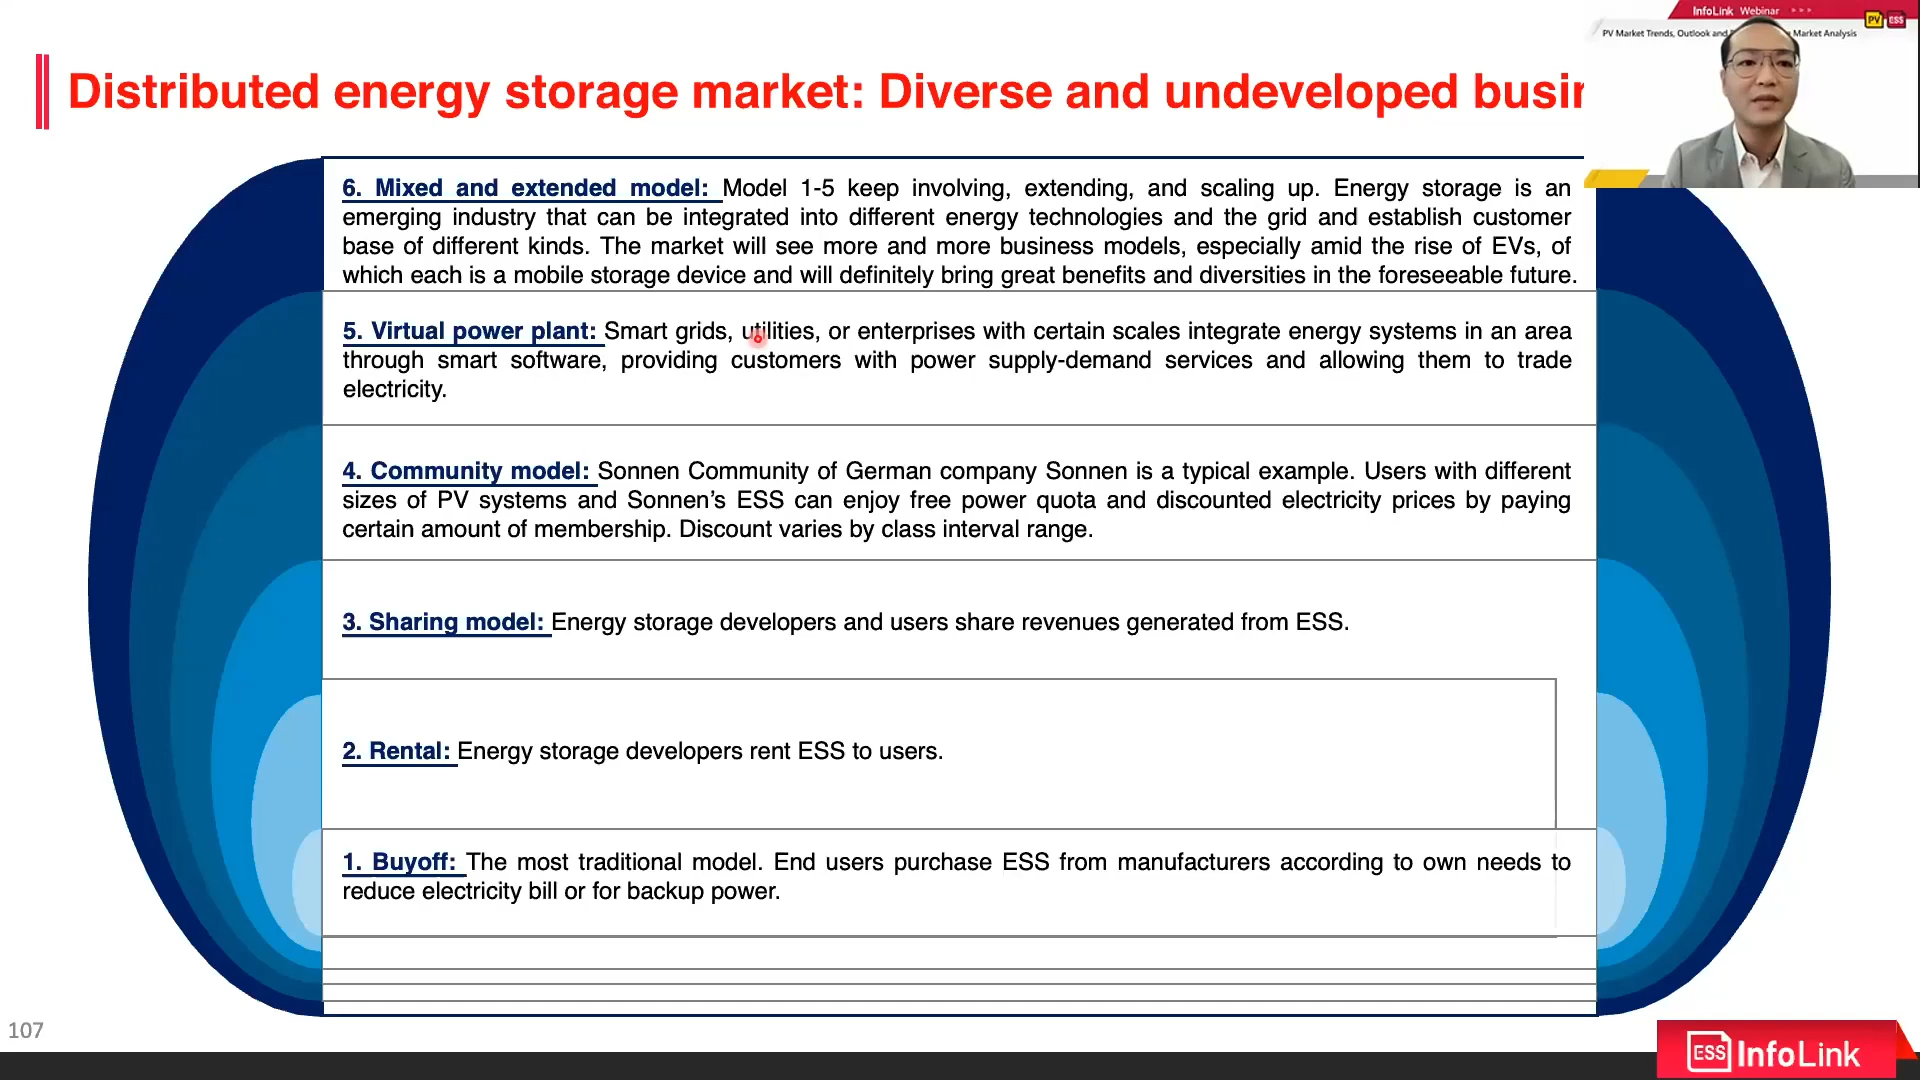 InfoLink Webinar
PV ESS
PV Market Trends, Outlook and Market Analysis
Distributed energy storage market: Diverse and undeveloped busin
6. Mixed and extended model: Model 1-5 keep involving, extending, and scaling up. Energy storage is an
emerging industry that can be integrated into different energy technologies and the grid and establish customer
base of different kinds. The market will see more and more business models, especially amid the rise of EVs, of
which each is a mobile storage device and will definitely bring great benefits and diversities in the foreseeable future.
5. Virtual power plant: Smart grids, utilities, or enterprises with certain scales integrate energy systems in an area
through smart software, providing customers with power supply-demand services and allowing them to trade
electricity.
4. Community model: Sonnen Community of German company Sonnen is a typical example. Users with different
sizes of PV systems and Sonnen’s ESS can enjoy free power quota and discounted electricity prices by paying
certain amount of membership. Discount varies by class interval range.
3. Sharing model: Energy storage developers and users share revenues generated from ESS.
2. Rental: Energy storage developers rent ESS to users.
1. Buyoff: The most traditional model. End users purchase ESS from manufacturers according to own needs to
reduce electricity bill or for backup power.
107
ESS InfoLink